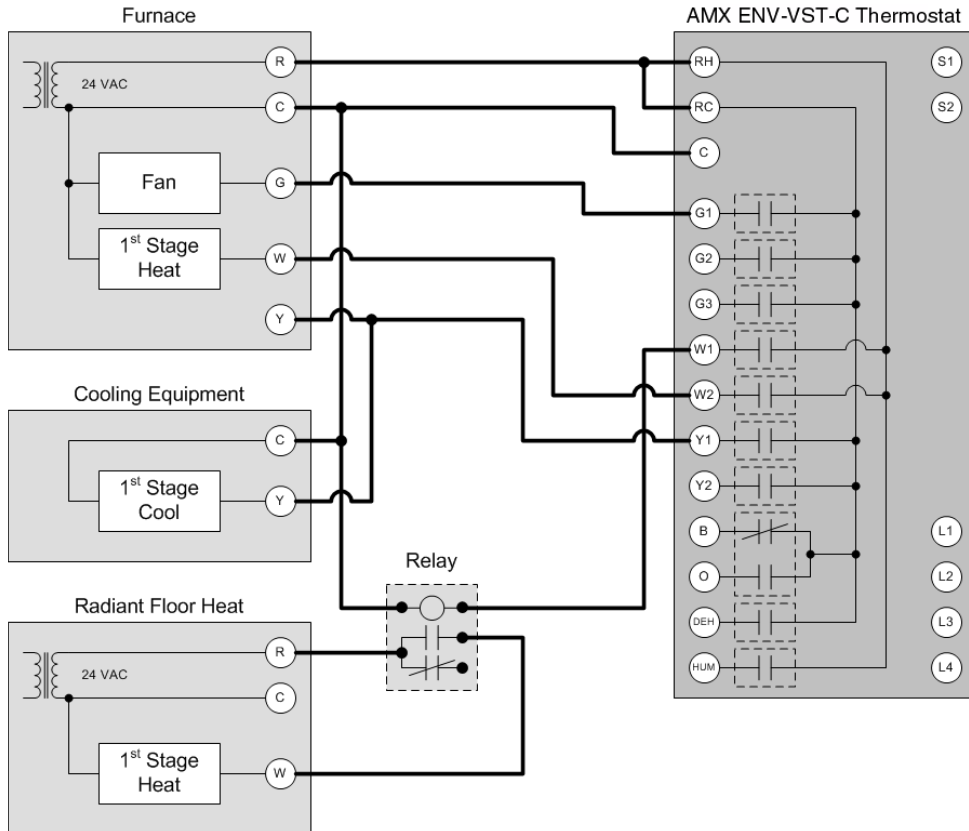 Furnace
24 VAC
R
C
Fan
G
1st Stage
Heat
W
Y
Cooling Equipment
C
1st Stage
Cool
Y
Radiant Floor Heat
24 VAC
R
C
1st Stage
Heat
W
Relay
AMX ENV-VST-C Thermostat
RH
RC
C
G1
G2
G3
W1
W2
Y1
Y2
B
O
DEH
HUM
S1
S2
L1
L2
L3
L4